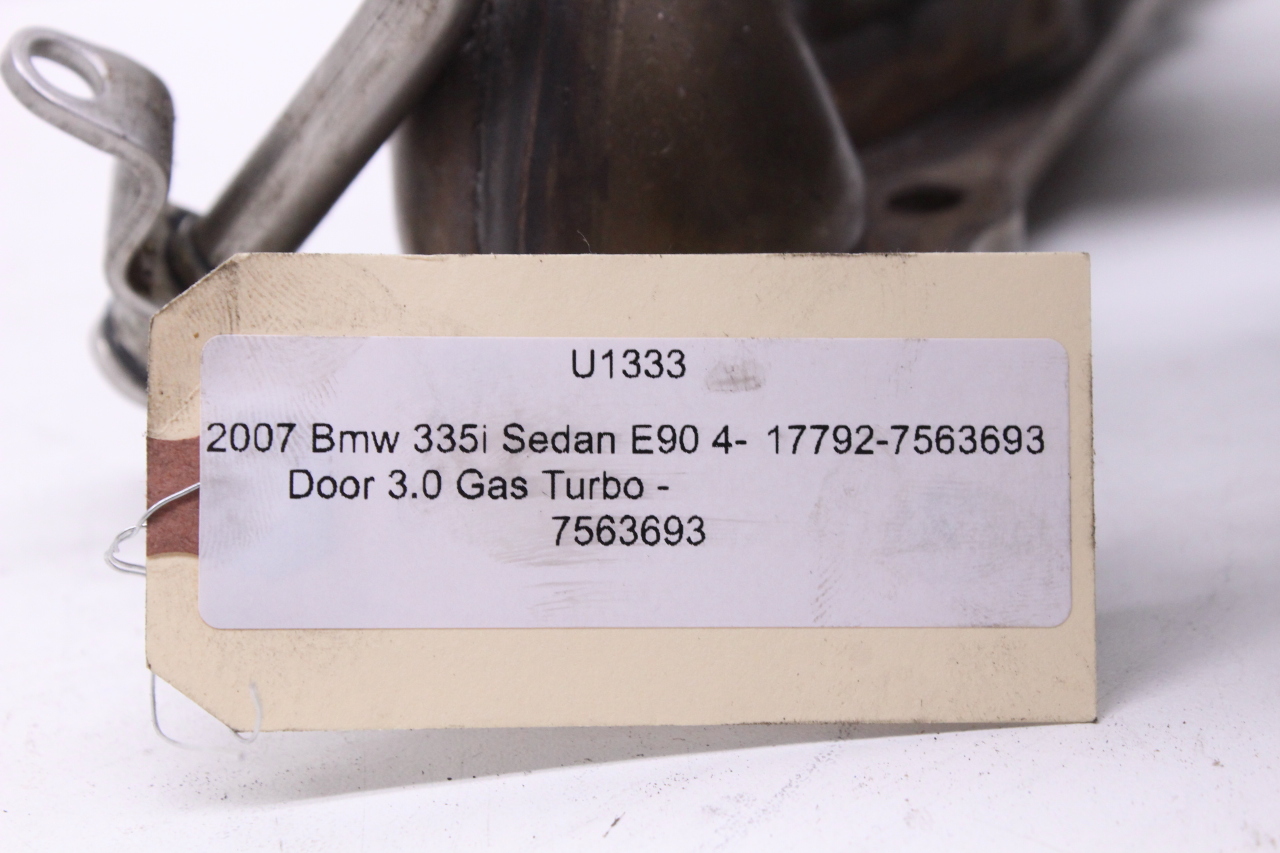 U1333
2007 Bmw 335i Sedan E90 4- 17792-7563693
Door 3.0 Gas Turbo -
7563693